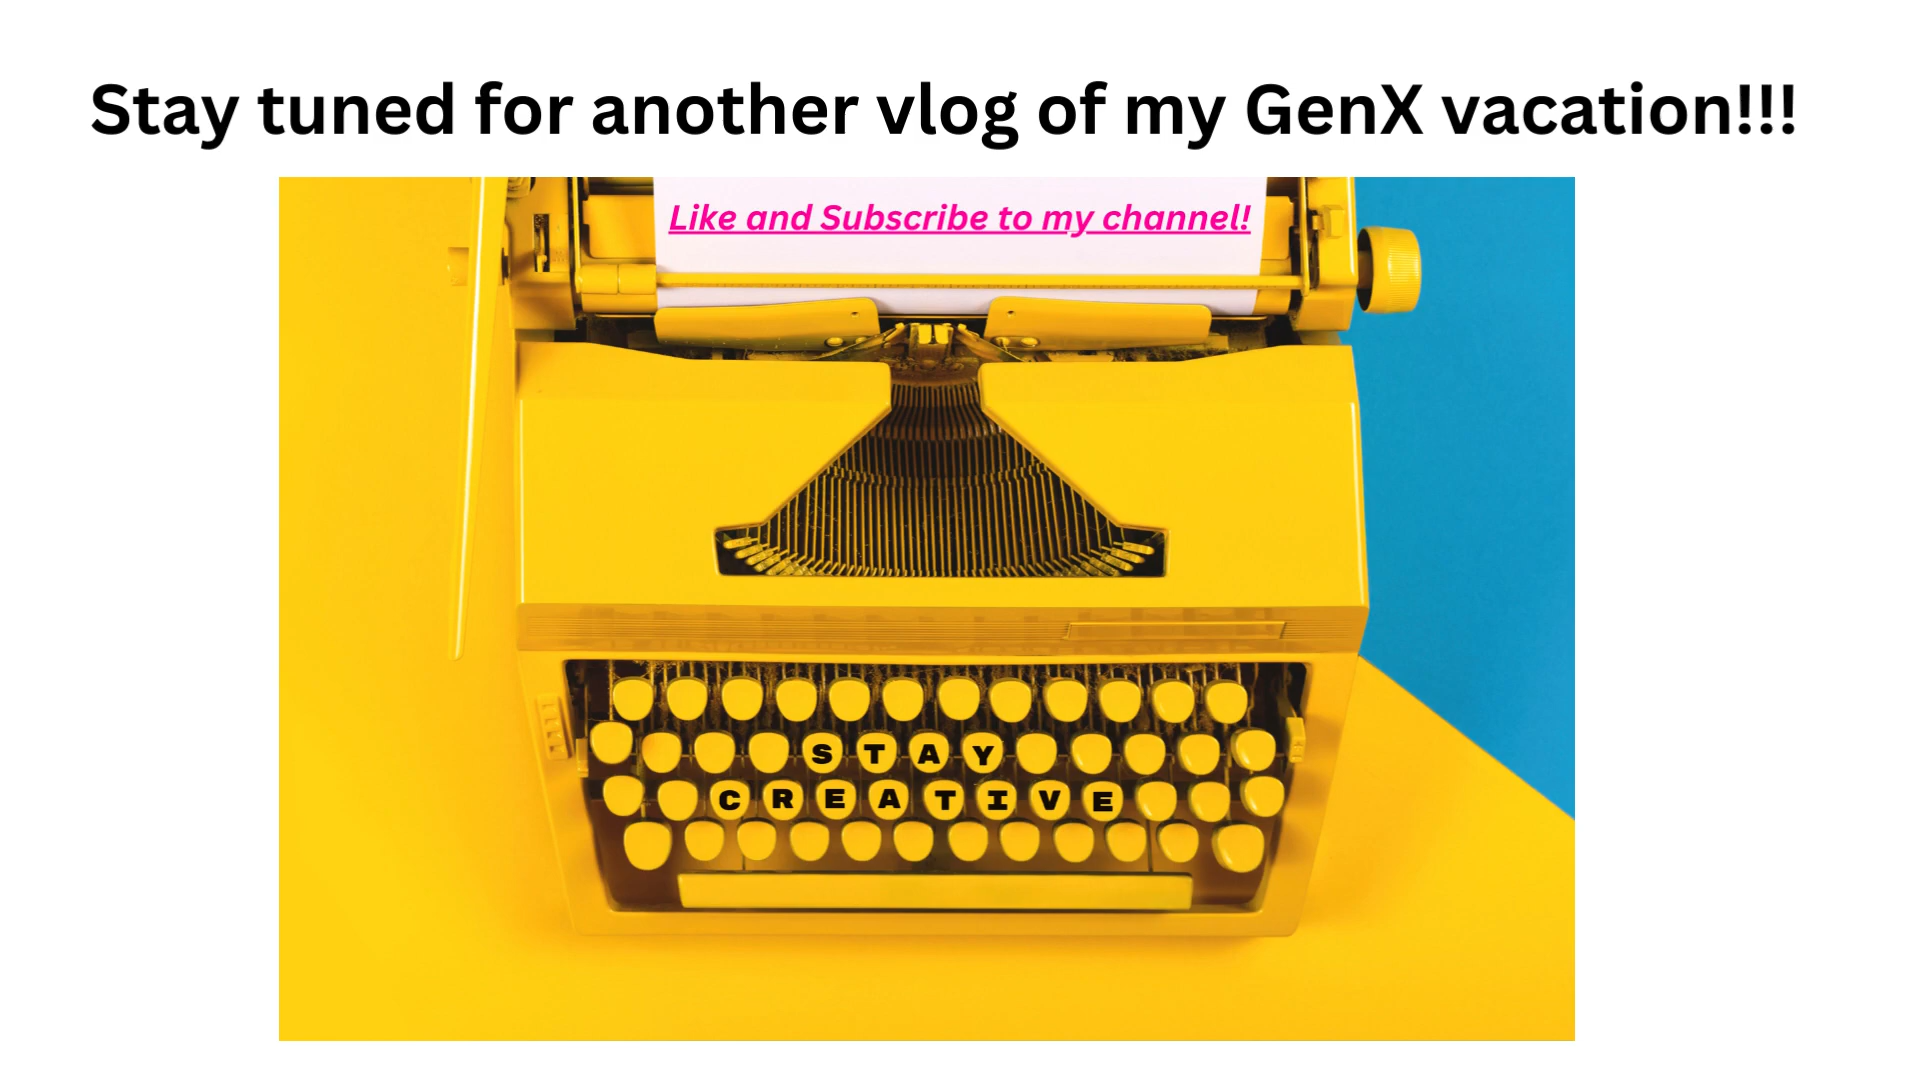 Stay tuned for another vlog of my GenX vacation!!!
Like and Subscribe to my channel!
STAY
CREATIVE